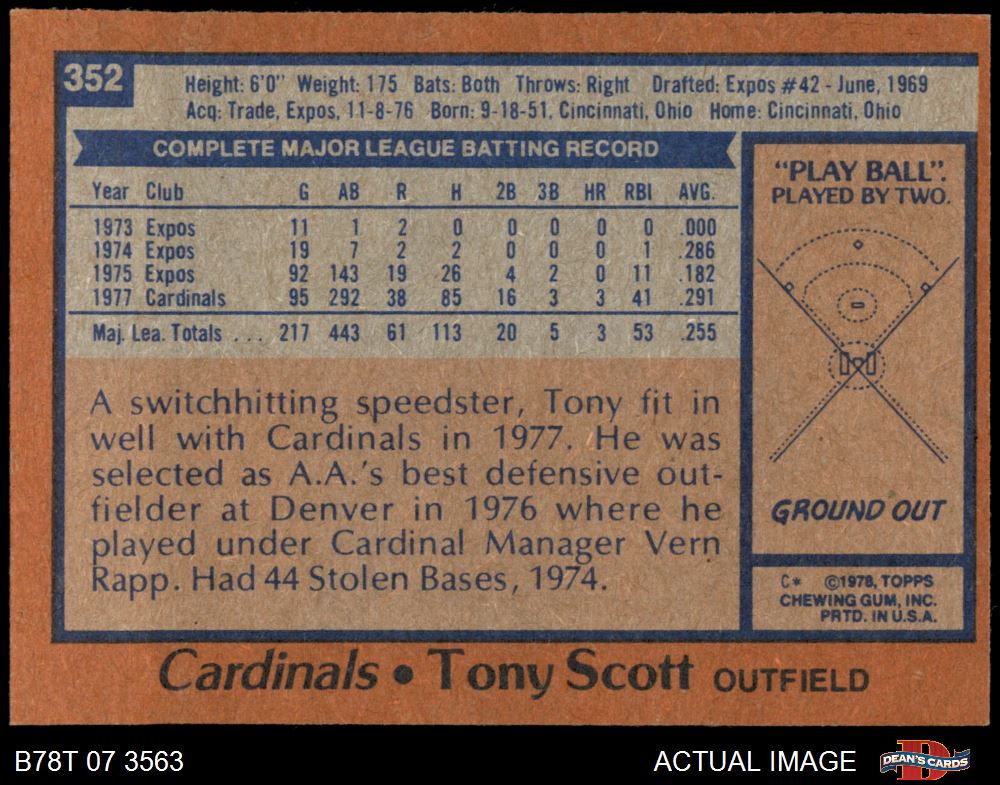 352
Height: 6'0" Weight: 175 Bats: Both Throws: Right Drafted: Expos #42 - June, 1969
Acq: Trade, Expos, 11-8-76 Born: 9-18-51, Cincinnati, Ohio Home: Cincinnati, Ohio
COMPLETE MAJOR LEAGUE BATTING RECORD
Year Club G AB R H 2B 3B HR RBI AVG.
1973 Expos 11 1 2 0 0 0 0 0 .000
1974 Expos 19 7 2 2 0 0 0 1 .286
1975 Expos 92 143 19 26 4 2 0 11 .182
1977 Cardinals 95 292 38 85 16 3 3 41 .291
Maj. Lea. Totals ... 217 443 61 113 20 5 3 53 .255
A switchhitting speedster, Tony fit in
well with Cardinals in 1977. He was
selected as A.A.'s best defensive out-
fielder at Denver in 1976 where he
played under Cardinal Manager Vern
Rapp. Had 44 Stolen Bases, 1974.
"PLAY BALL".
PLAYED BY TWO.
GROUND OUT
C* ©1978, TOPPS
CHEWING GUM, INC.
PRTD. IN U.S.A.
Cardinals • Tony Scott OUTFIELD
B78T 07 3563
ACTUAL IMAGE
D
DEAN'S CARDS